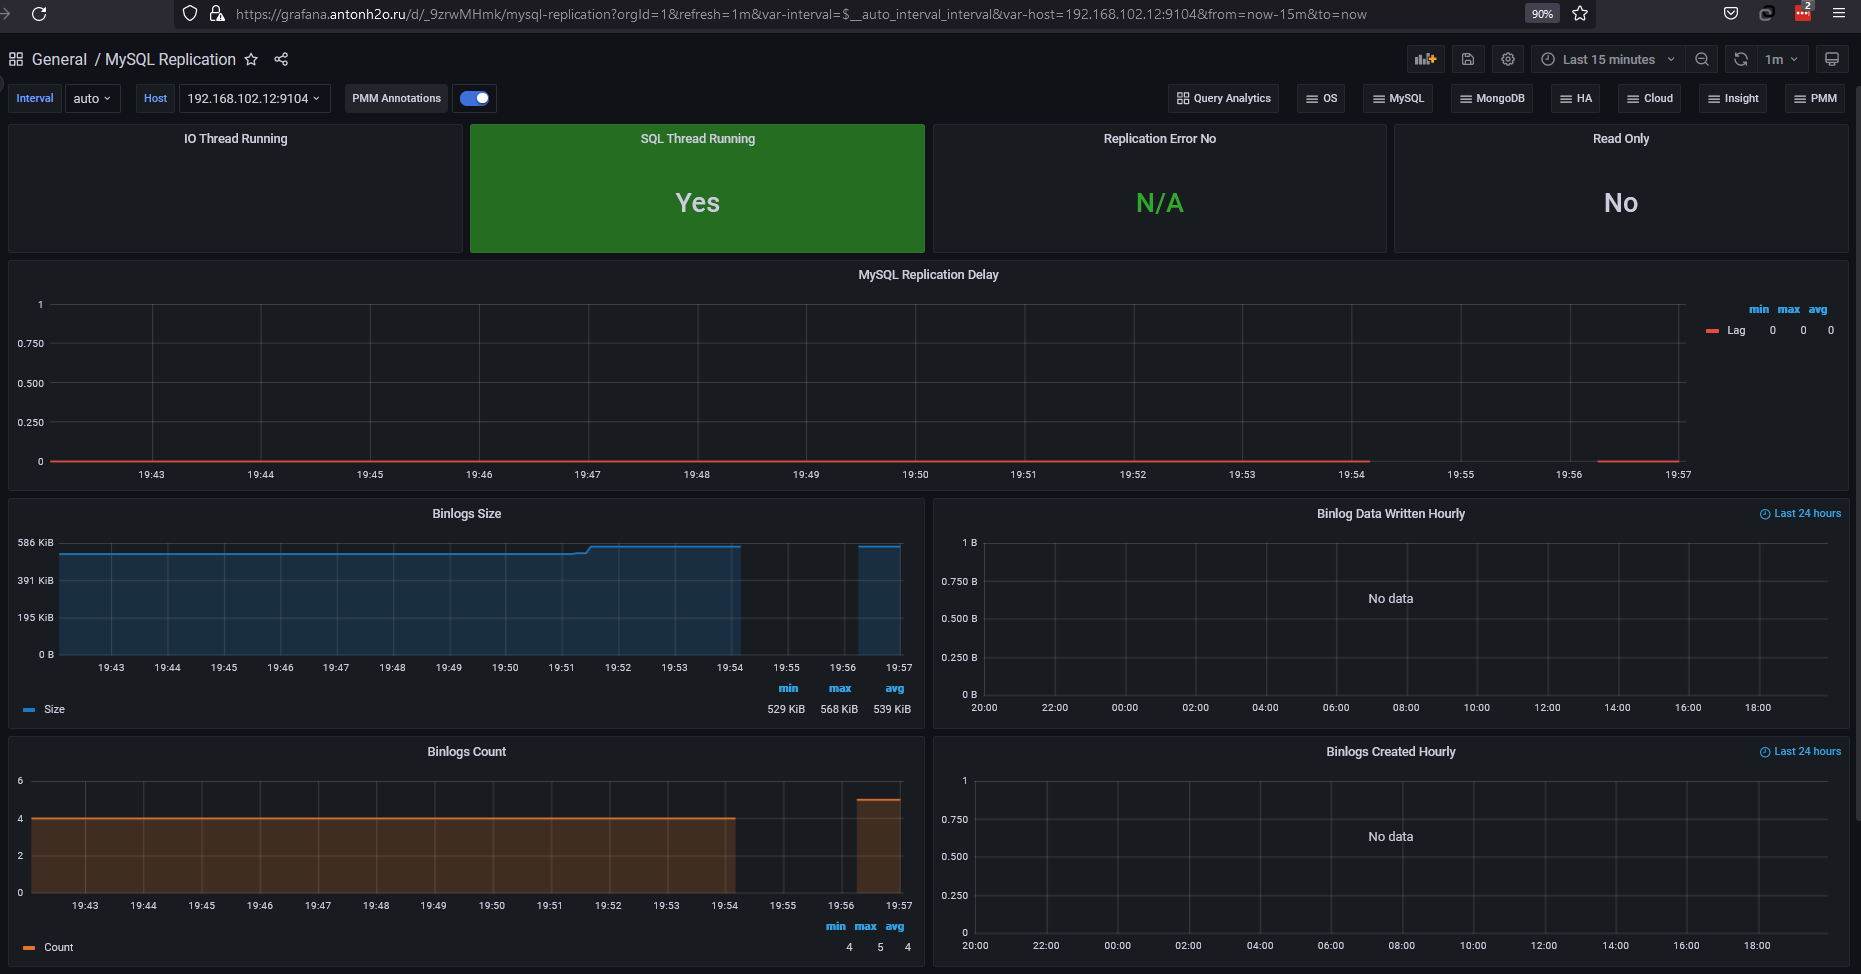 https://grafana.antonh2o.ru/d/_9zrwMHmk/mysql-replication?orgId=1&refresh=1m&var-interval=$__auto_interval_interval&var-host=192.168.102.12:9104&from=now-15m&to=now
90%
2
General / MySQL Replication
Last 15 minutes
1m
Interval auto Host 192.168.102.12:9104 PMM Annotations
Query Analytics OS MySQL MongoDB HA Cloud Insight PMM
IO Thread Running
SQL Thread Running
Yes
Replication Error No
N/A
Read Only
No
MySQL Replication Delay
1
0.750
0.500
0.250
0
19:43 19:44 19:45 19:46 19:47 19:48 19:49 19:50 19:51 19:52 19:53 19:54 19:55 19:56 19:57
min max avg
Lag 0 0 0
Binlogs Size
586 KiB
391 KiB
195 KiB
0 B
19:43 19:44 19:45 19:46 19:47 19:48 19:49 19:50 19:51 19:52 19:53 19:54 19:55 19:56 19:57
min max avg
Size 529 KiB 568 KiB 539 KiB
Binlog Data Written Hourly
Last 24 hours
1 B
0.750 B
0.500 B
0.250 B
0 B
No data
20:00 22:00 00:00 02:00 04:00 06:00 08:00 10:00 12:00 14:00 16:00 18:00
Binlogs Count
6
4
2
0
19:43 19:44 19:45 19:46 19:47 19:48 19:49 19:50 19:51 19:52 19:53 19:54 19:55 19:56 19:57
min max avg
Count 4 5 4
Binlogs Created Hourly
Last 24 hours
1
0.750
0.500
0.250
0
No data
20:00 22:00 00:00 02:00 04:00 06:00 08:00 10:00 12:00 14:00 16:00 18:00